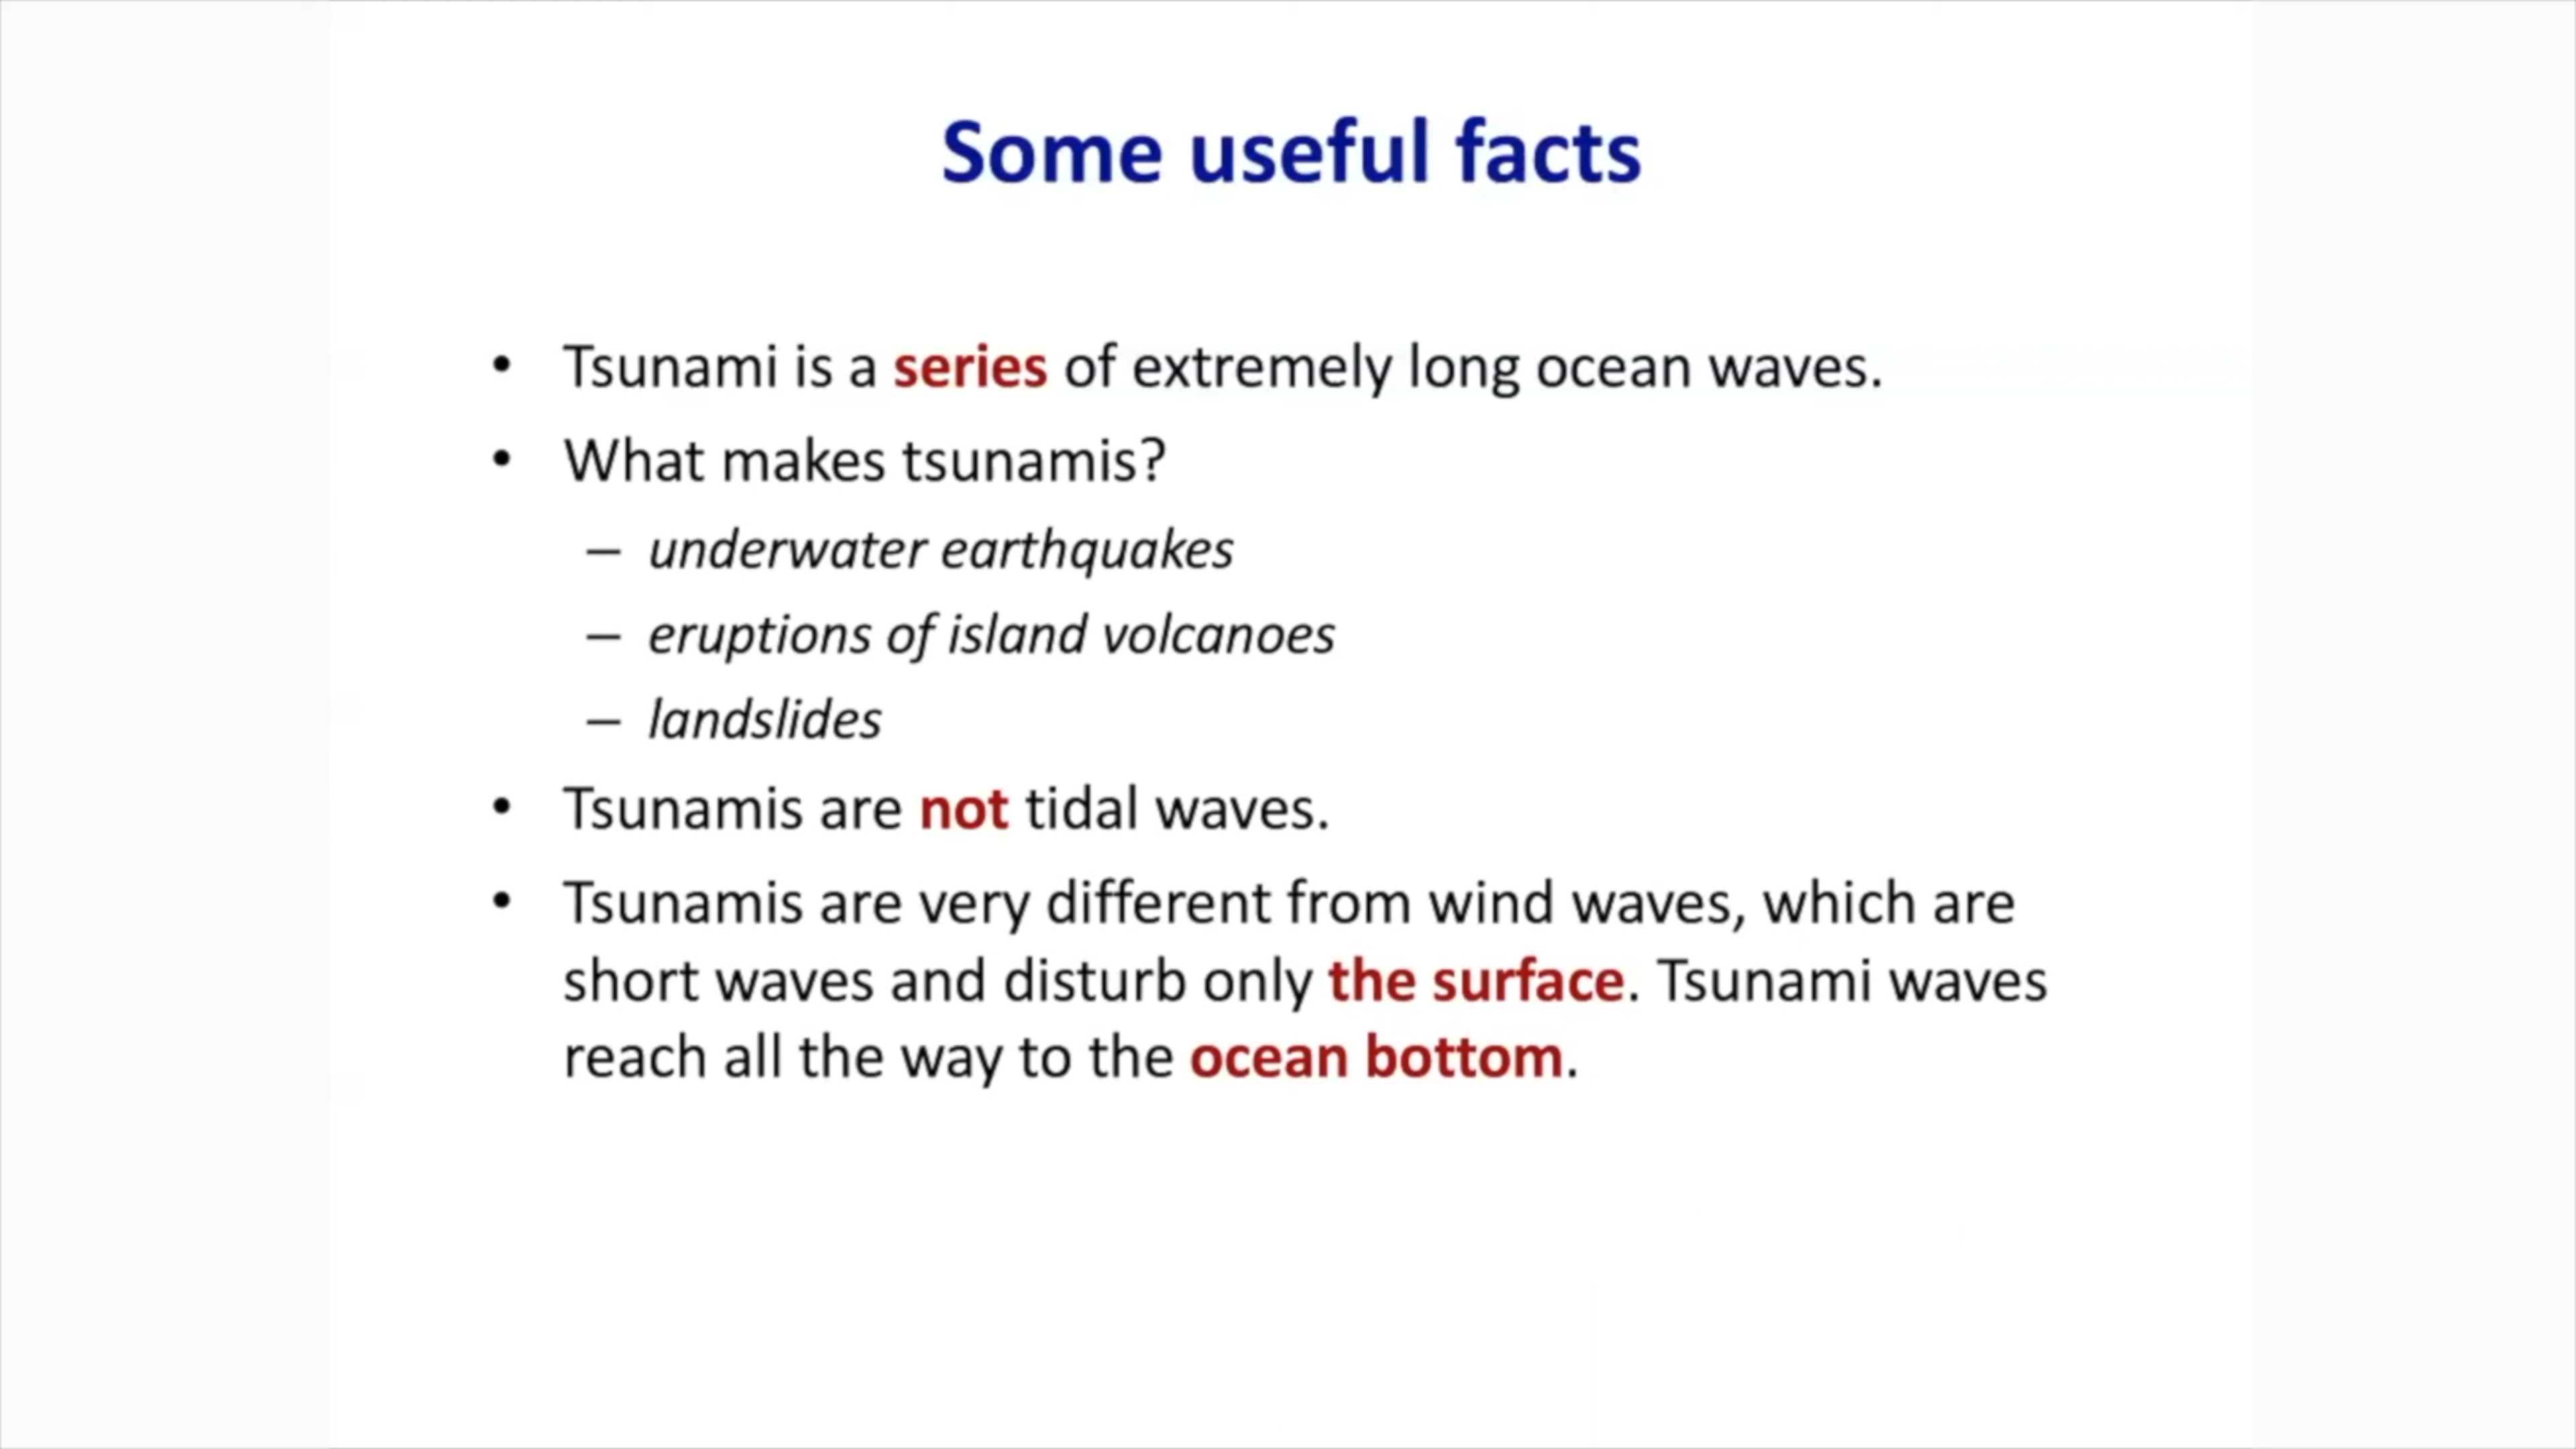 Some useful facts
• Tsunami is a series of extremely long ocean waves.
• What makes tsunamis?
– underwater earthquakes
– eruptions of island volcanoes
– landslides
• Tsunamis are not tidal waves.
• Tsunamis are very different from wind waves, which are
short waves and disturb only the surface. Tsunami waves
reach all the way to the ocean bottom.